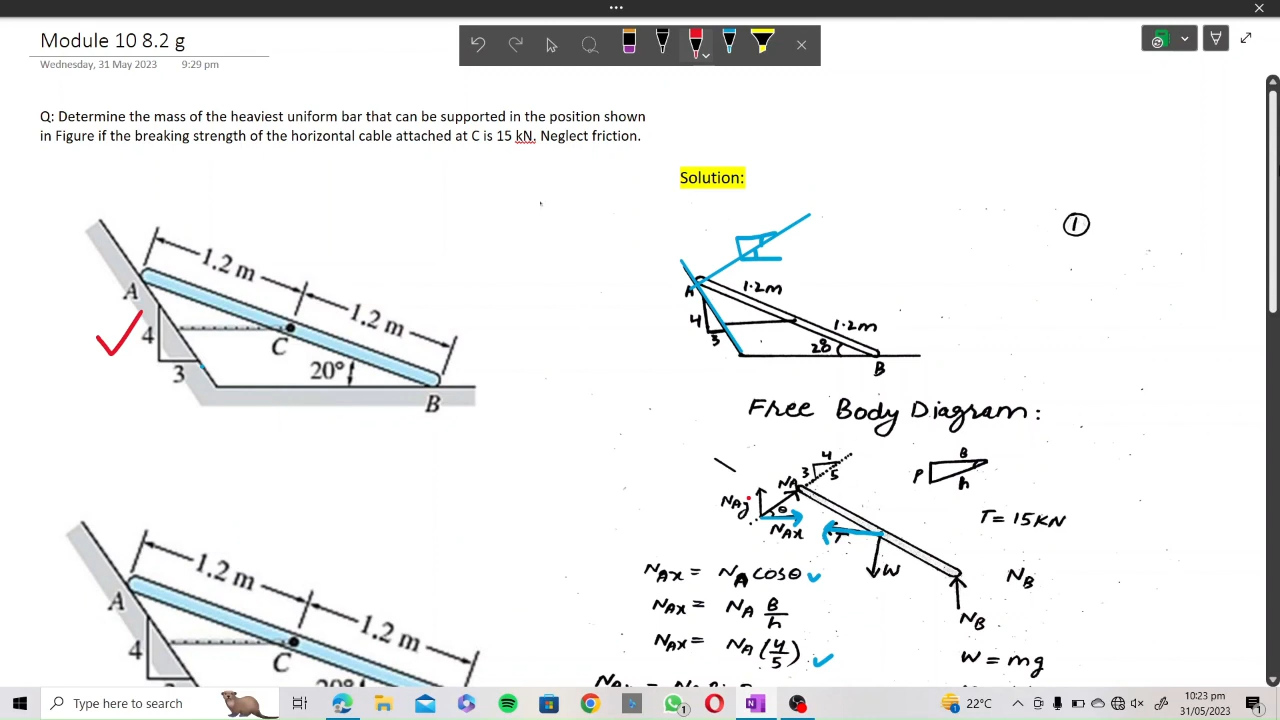 Module 10 8.2 g
Wednesday, 31 May 2023 9:29 pm
Q: Determine the mass of the heaviest uniform bar that can be supported in the position shown
in Figure if the breaking strength of the horizontal cable attached at C is 15 kN. Neglect friction.
Solution:
1
1.2 m
1.2 m
A
4
3
C
20°
B
A
1.2m
1.2m
4
3
20
B
Free Body Diagram:
4
3
5
NA
NAy
θ
NAx
T
W
NB
P
B
h
T = 15KN
NB
NAx = NA cosθ
NAx = NA B/h
NAx = NA (4/5)
W = mg
1.2 m
1.2 m
A
4
C
Type here to search
1
22°C
10:23 pm
31/05/2023
1